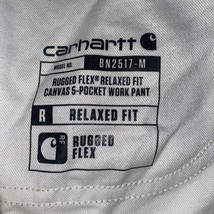 carhartt
MODEL NO. BN2517-M
RUGGED FLEX® RELAXED FIT
CANVAS 5-POCKET WORK PANT
R RELAXED FIT
RF RUGGED
FLEX